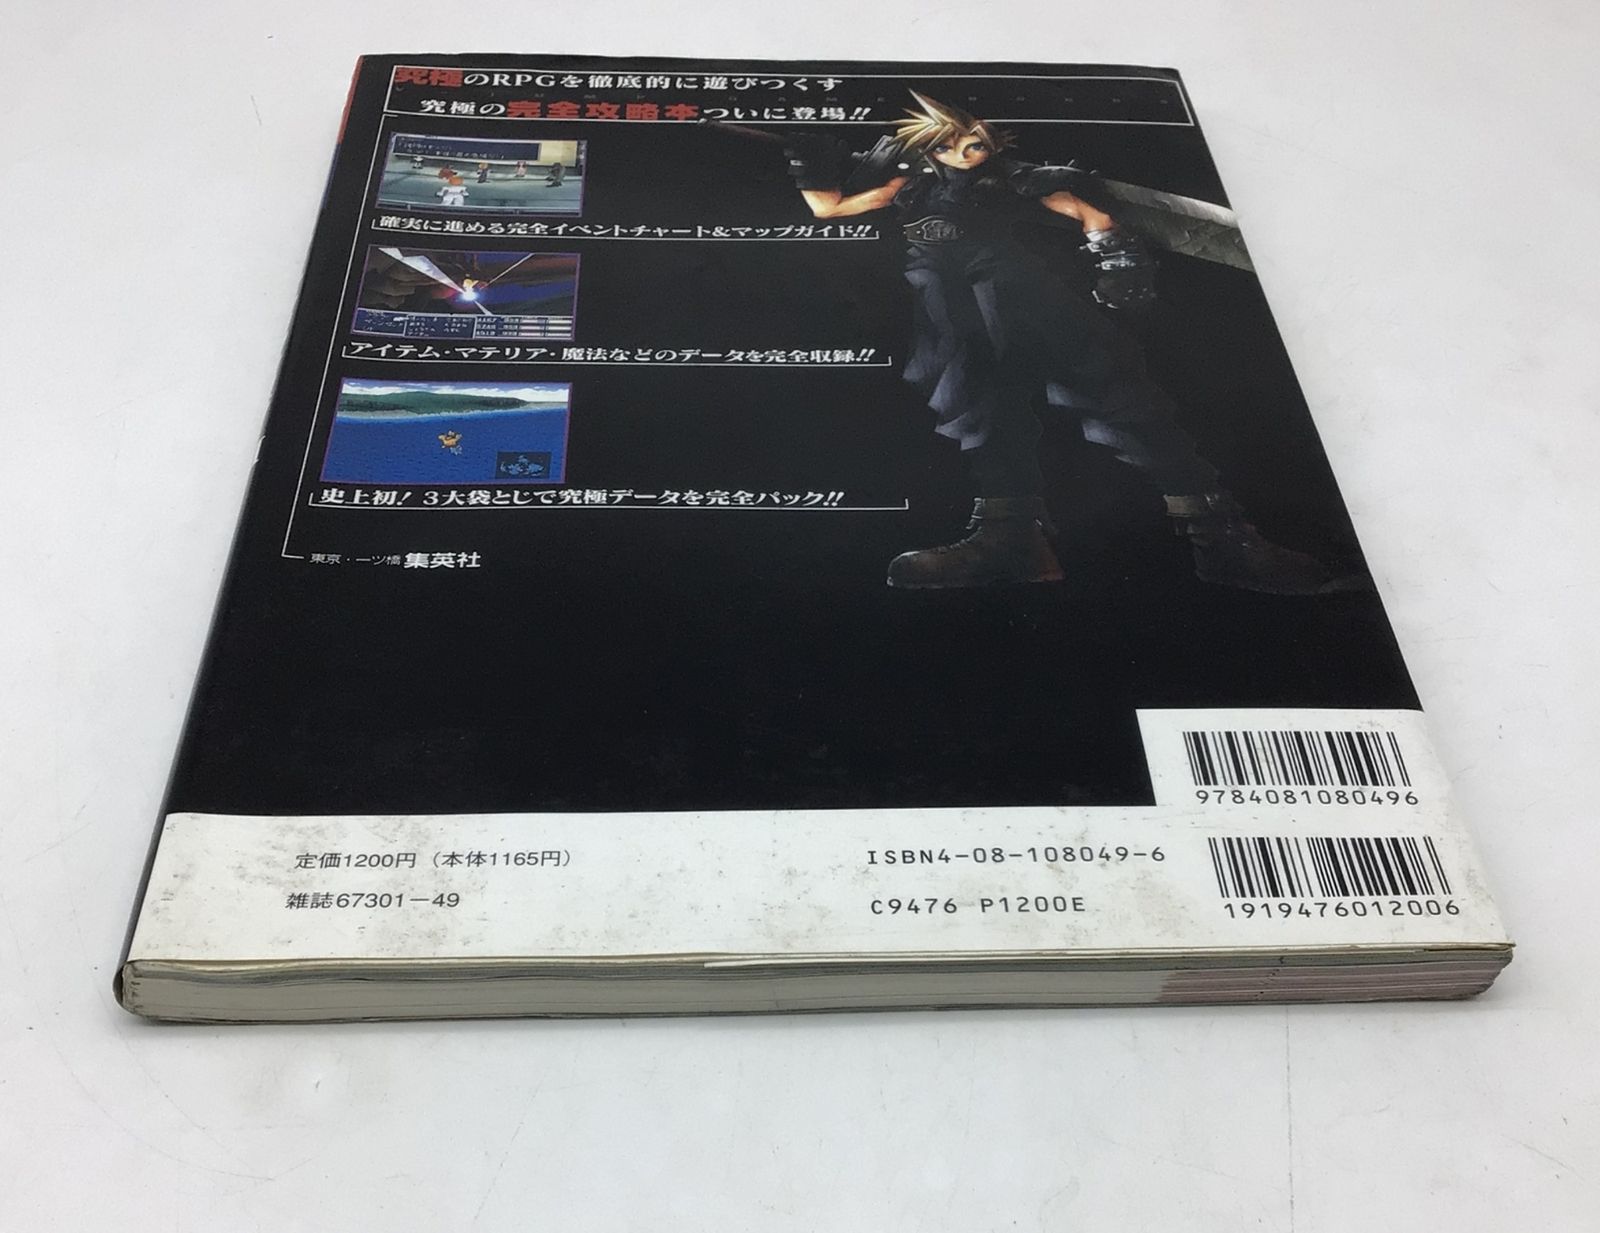 究極のRPGを徹底的に遊びつくす
究極の完全攻略本ついに登場!!
確実に進める完全イベントチャート&マップガイド!!
アイテム・マテリア・魔法などのデータを完全収録!!
史上初! 3大袋とじで究極データを完全パック!!
東京・一ツ橋 集英社
9784081080496
定価1200円（本体1165円）
ISBN4-08-108049-6
雑誌67301-49
C9476 P1200E
1919476012006